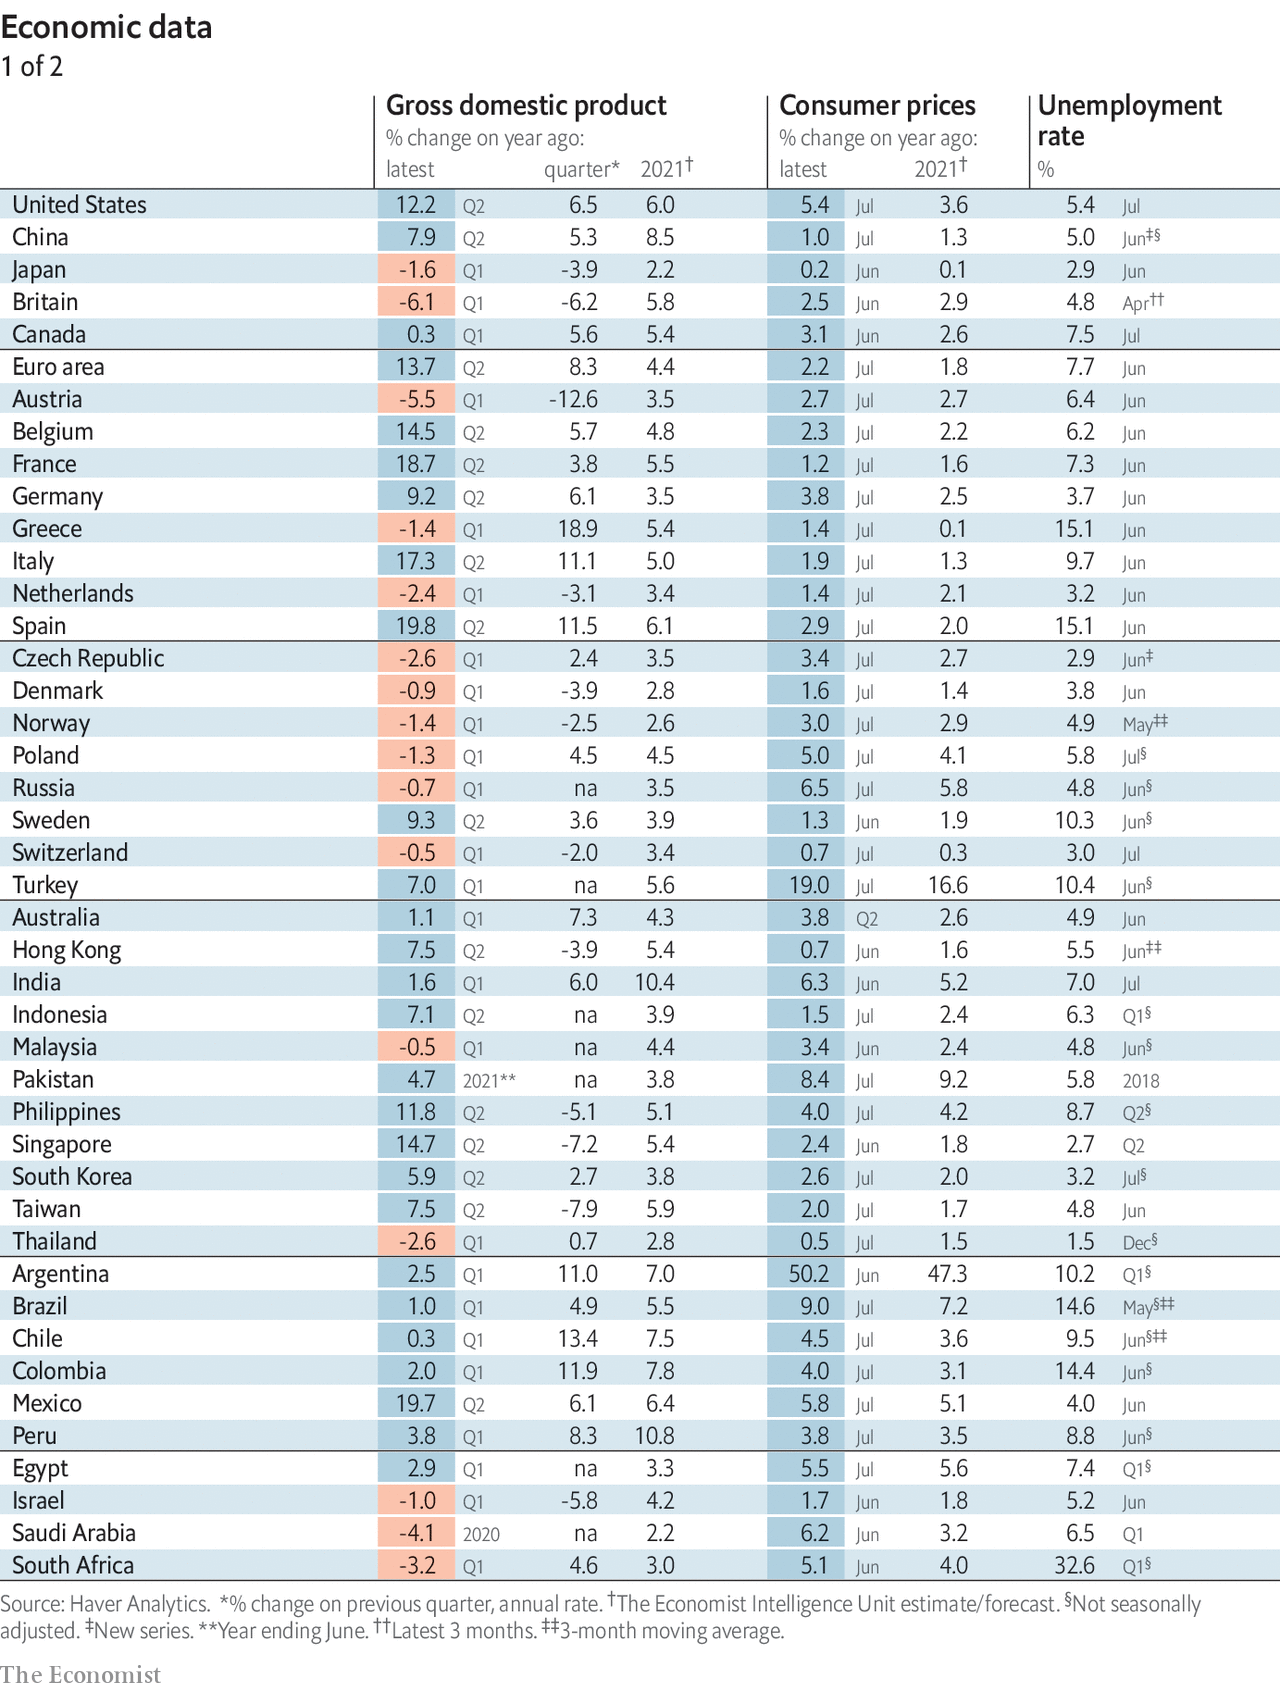 Economic data
1 of 2
Gross domestic product Consumer prices Unemployment
% change on year ago: % change on year ago: rate
latest quarter* 2021† latest 2021† %
United States 12.2 Q2 6.5 6.0 5.4 Jul 3.6 5.4 Jul
China 7.9 Q2 5.3 8.5 1.0 Jul 1.3 5.0 Jun‡§
Japan -1.6 Q1 -3.9 2.2 0.2 Jun 0.1 2.9 Jun
Britain -6.1 Q1 -6.2 5.8 2.5 Jun 2.9 4.8 Apr††
Canada 0.3 Q1 5.6 5.4 3.1 Jun 2.6 7.5 Jul
Euro area 13.7 Q2 8.3 4.4 2.2 Jul 1.8 7.7 Jun
Austria -5.5 Q1 -12.6 3.5 2.7 Jul 2.7 6.4 Jun
Belgium 14.5 Q2 5.7 4.8 2.3 Jul 2.2 6.2 Jun
France 18.7 Q2 3.8 5.5 1.2 Jul 1.6 7.3 Jun
Germany 9.2 Q2 6.1 3.5 3.8 Jul 2.5 3.7 Jun
Greece -1.4 Q1 18.9 5.4 1.4 Jul 0.1 15.1 Jun
Italy 17.3 Q2 11.1 5.0 1.9 Jul 1.3 9.7 Jun
Netherlands -2.4 Q1 -3.1 3.4 1.4 Jul 2.1 3.2 Jun
Spain 19.8 Q2 11.5 6.1 2.9 Jul 2.0 15.1 Jun
Czech Republic -2.6 Q1 2.4 3.5 3.4 Jul 2.7 2.9 Jun‡
Denmark -0.9 Q1 -3.9 2.8 1.6 Jul 1.4 3.8 Jun
Norway -1.4 Q1 -2.5 2.6 3.0 Jul 2.9 4.9 May‡‡
Poland -1.3 Q1 4.5 4.5 5.0 Jul 4.1 5.8 Jul§
Russia -0.7 Q1 na 3.5 6.5 Jul 5.8 4.8 Jun§
Sweden 9.3 Q2 3.6 3.9 1.3 Jun 1.9 10.3 Jun§
Switzerland -0.5 Q1 -2.0 3.4 0.7 Jul 0.3 3.0 Jul
Turkey 7.0 Q1 na 5.6 19.0 Jul 16.6 10.4 Jun§
Australia 1.1 Q1 7.3 4.3 3.8 Q2 2.6 4.9 Jun
Hong Kong 7.5 Q2 -3.9 5.4 0.7 Jun 1.6 5.5 Jun‡‡
India 1.6 Q1 6.0 10.4 6.3 Jun 5.2 7.0 Jul
Indonesia 7.1 Q2 na 3.9 1.5 Jul 2.4 6.3 Q1§
Malaysia -0.5 Q1 na 4.4 3.4 Jun 2.4 4.8 Jun§
Pakistan 4.7 2021** na 3.8 8.4 Jul 9.2 5.8 2018
Philippines 11.8 Q2 -5.1 5.1 4.0 Jul 4.2 8.7 Q2§
Singapore 14.7 Q2 -7.2 5.4 2.4 Jun 1.8 2.7 Q2
South Korea 5.9 Q2 2.7 3.8 2.6 Jul 2.0 3.2 Jul§
Taiwan 7.5 Q2 -7.9 5.9 2.0 Jul 1.7 4.8 Jun
Thailand -2.6 Q1 0.7 2.8 0.5 Jul 1.5 1.5 Dec§
Argentina 2.5 Q1 11.0 7.0 50.2 Jun 47.3 10.2 Q1§
Brazil 1.0 Q1 4.9 5.5 9.0 Jul 7.2 14.6 May§‡‡
Chile 0.3 Q1 13.4 7.5 4.5 Jul 3.6 9.5 Jun§‡‡
Colombia 2.0 Q1 11.9 7.8 4.0 Jul 3.1 14.4 Jun§
Mexico 19.7 Q2 6.1 6.4 5.8 Jul 5.1 4.0 Jun
Peru 3.8 Q1 8.3 10.8 3.8 Jul 3.5 8.8 Jun§
Egypt 2.9 Q1 na 3.3 5.5 Jul 5.6 7.4 Q1§
Israel -1.0 Q1 -5.8 4.2 1.7 Jun 1.8 5.2 Jun
Saudi Arabia -4.1 2020 na 2.2 6.2 Jun 3.2 6.5 Q1
South Africa -3.2 Q1 4.6 3.0 5.1 Jun 4.0 32.6 Q1§
Source: Haver Analytics. *% change on previous quarter, annual rate. †The Economist Intelligence Unit estimate/forecast. §Not seasonally
adjusted. ‡New series. **Year ending June. ††Latest 3 months. ‡‡3-month moving average.
The Economist